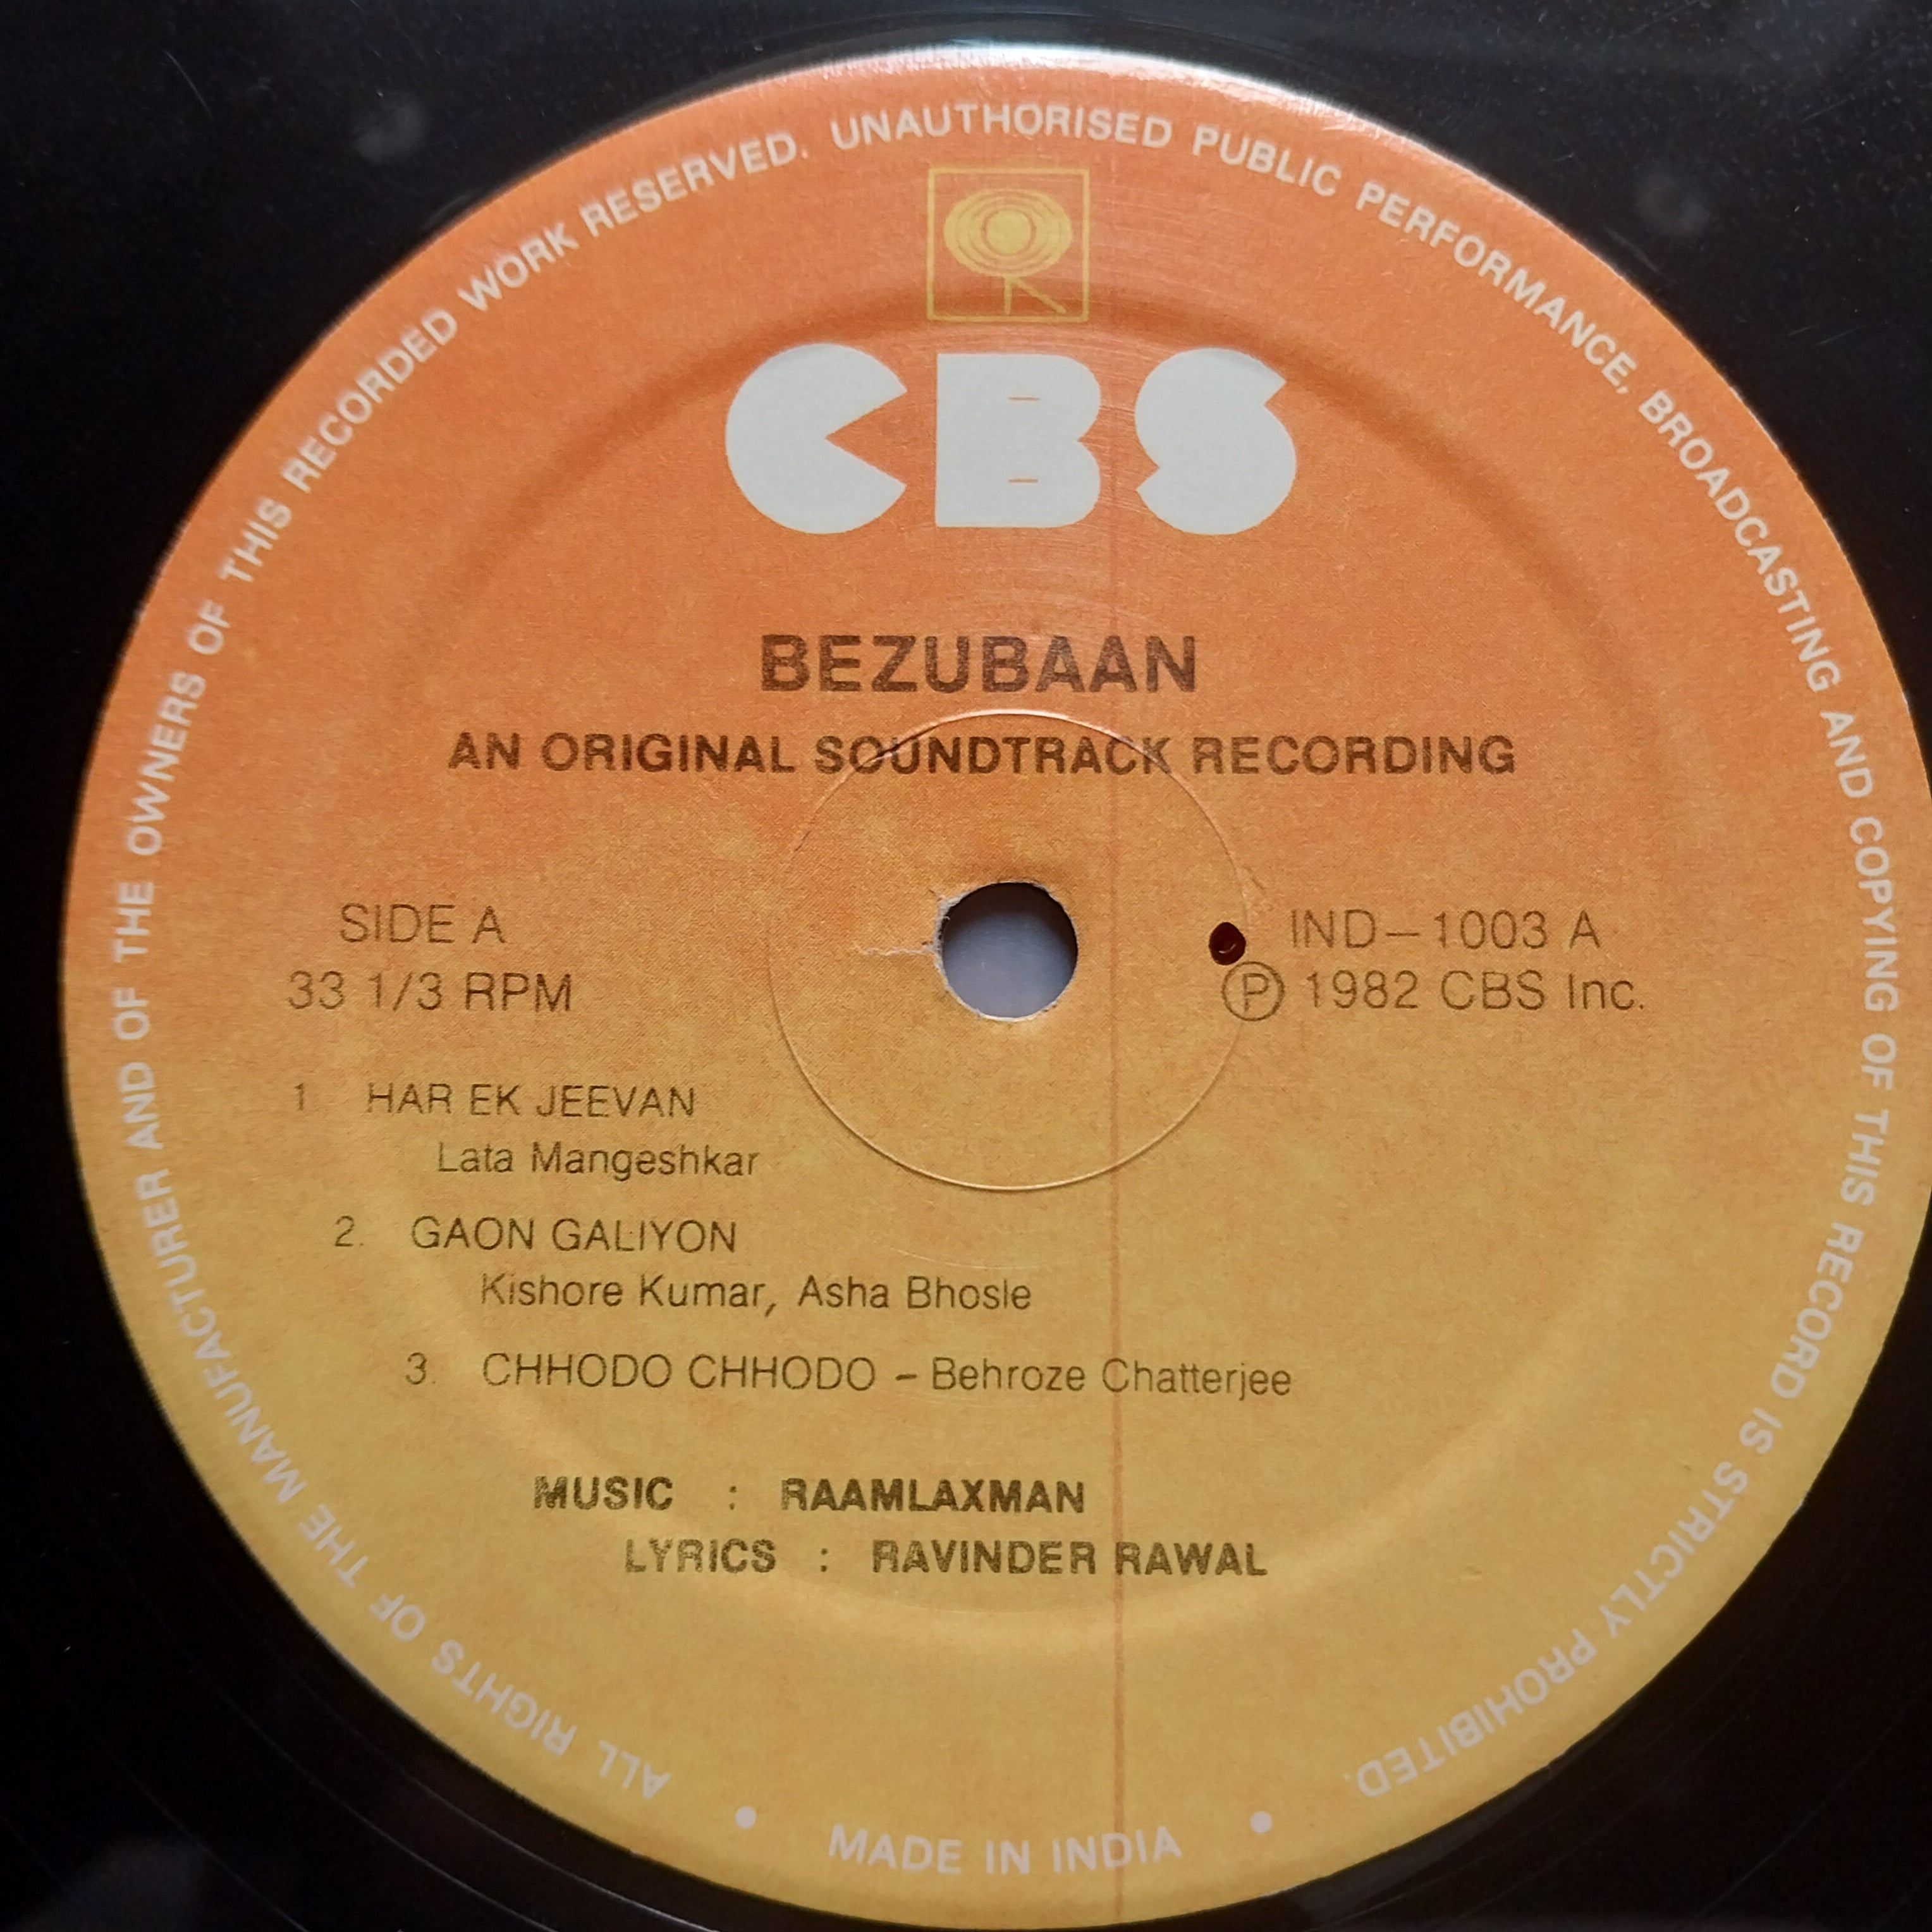 ALL RIGHTS OF THE MANUFACTURER AND OF THE OWNERS OF THIS RECORDED WORK RESERVED. UNAUTHORISED PUBLIC PERFORMANCE, BROADCASTING AND COPYING OF THIS RECORD IS STRICTLY PROHIBITED.
CBS
BEZUBAAN
AN ORIGINAL SOUNDTRACK RECORDING
SIDE A
33 1/3 RPM
IND–1003 A
Ⓟ 1982 CBS Inc.
1 HAR EK JEEVAN
Lata Mangeshkar
2. GAON GALIYON
Kishore Kumar, Asha Bhosle
3. CHHODO CHHODO – Behroze Chatterjee
MUSIC : RAAMLAXMAN
LYRICS : RAVINDER RAWAL
• MADE IN INDIA •